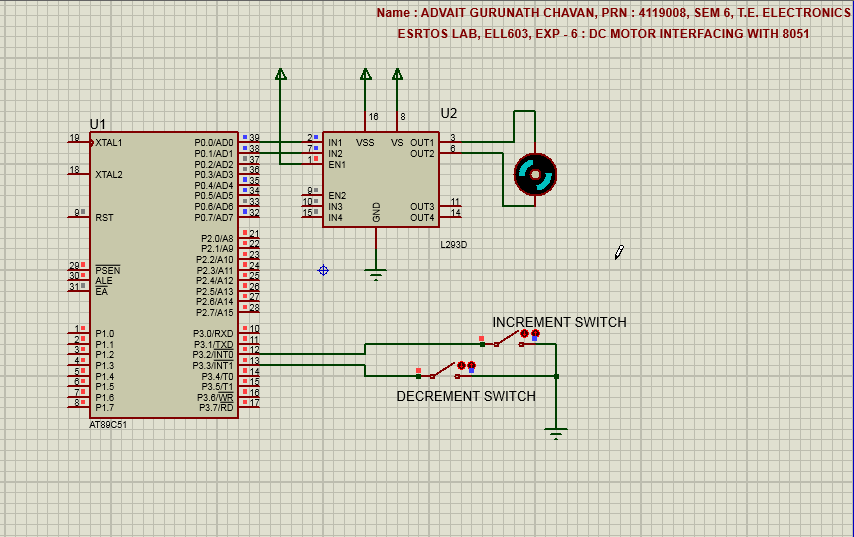 Name : ADVAIT GURUNATH CHAVAN, PRN : 4119008, SEM 6, T.E. ELECTRONICS
ESRTOS LAB, ELL603, EXP - 6 : DC MOTOR INTERFACING WITH 8051
U1
19 XTAL1
18 XTAL2
9 RST
29 PSEN
30 ALE
31 EA
1 P1.0
2 P1.1
3 P1.2
4 P1.3
5 P1.4
6 P1.5
7 P1.6
8 P1.7
P0.0/AD0 39
P0.1/AD1 38
P0.2/AD2 37
P0.3/AD3 36
P0.4/AD4 35
P0.5/AD5 34
P0.6/AD6 33
P0.7/AD7 32
P2.0/A8 21
P2.1/A9 22
P2.2/A10 23
P2.3/A11 24
P2.4/A12 25
P2.5/A13 26
P2.6/A14 27
P2.7/A15 28
P3.0/RXD 10
P3.1/TXD 11
P3.2/INT0 12
P3.3/INT1 13
P3.4/T0 14
P3.5/T1 15
P3.6/WR 16
P3.7/RD 17
AT89C51
U2
16 8
VSS VS
2 IN1
7 IN2
1 EN1
9 EN2
10 IN3
15 IN4
OUT1 3
OUT2 6
OUT3 11
OUT4 14
GND
L293D
INCREMENT SWITCH
DECREMENT SWITCH